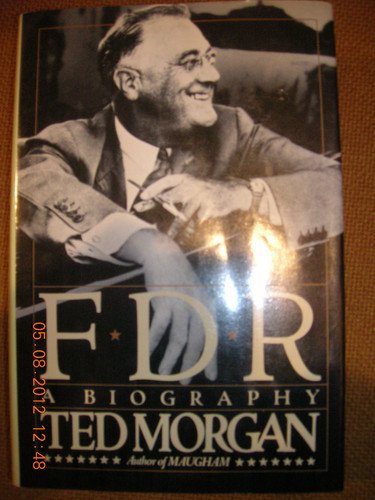 F★D★R
A BIOGRAPHY
TED MORGAN
★★★★★★★ Author of MAUGHAM ★★★★★★★
05.08.2012 12:48